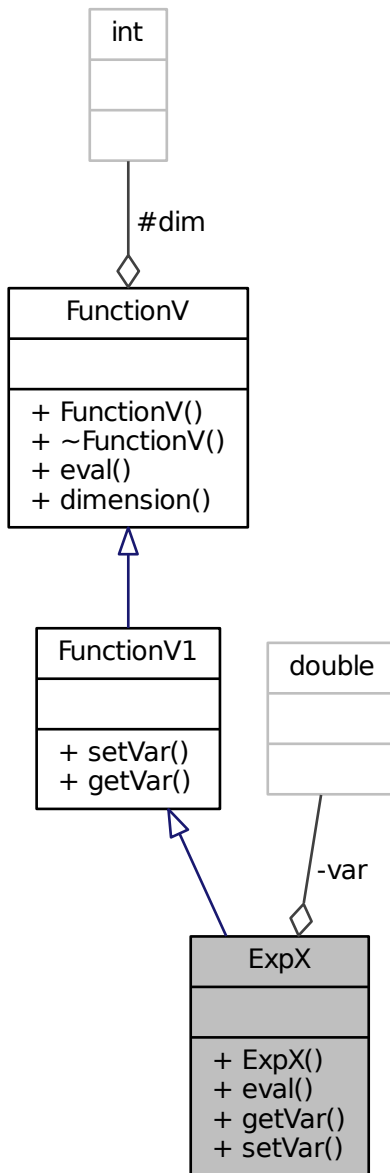 int
#dim
FunctionV
+ FunctionV()
+ ~FunctionV()
+ eval()
+ dimension()
FunctionV1
+ setVar()
+ getVar()
double
-var
ExpX
+ ExpX()
+ eval()
+ getVar()
+ setVar()